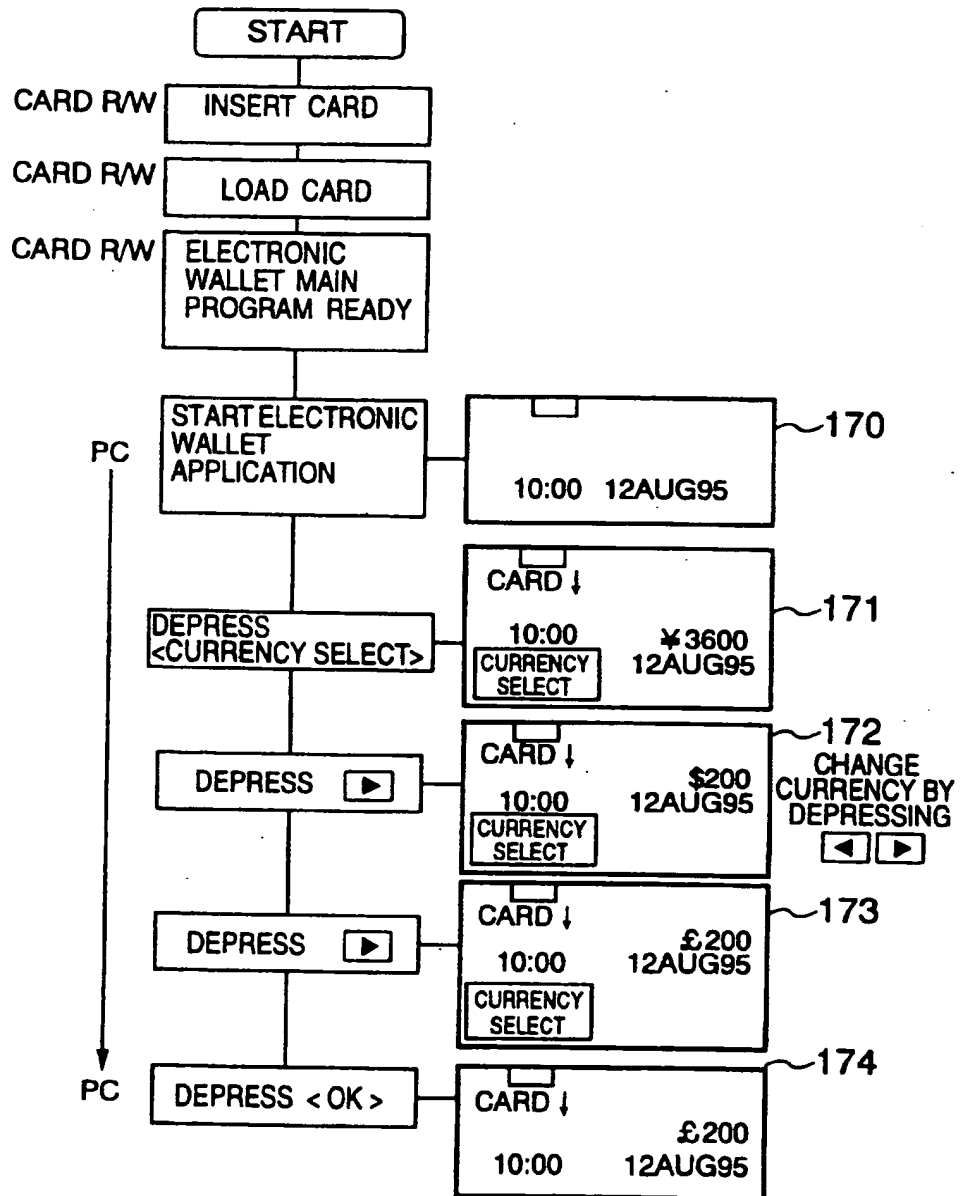 START
CARD R/W
INSERT CARD
CARD R/W
LOAD CARD
CARD R/W
ELECTRONIC
WALLET MAIN
PROGRAM READY
PC
START ELECTRONIC
WALLET
APPLICATION
10:00 12AUG95
170
DEPRESS
<CURRENCY SELECT>
CARD ↓
10:00 ¥3600
12AUG95
CURRENCY
SELECT
171
DEPRESS ▶
CARD ↓
$200
10:00 12AUG95
CURRENCY
SELECT
172
CHANGE
CURRENCY BY
DEPRESSING
◀ ▶
DEPRESS ▶
CARD ↓
£200
10:00 12AUG95
CURRENCY
SELECT
173
PC
DEPRESS < OK >
CARD ↓
£200
10:00 12AUG95
174